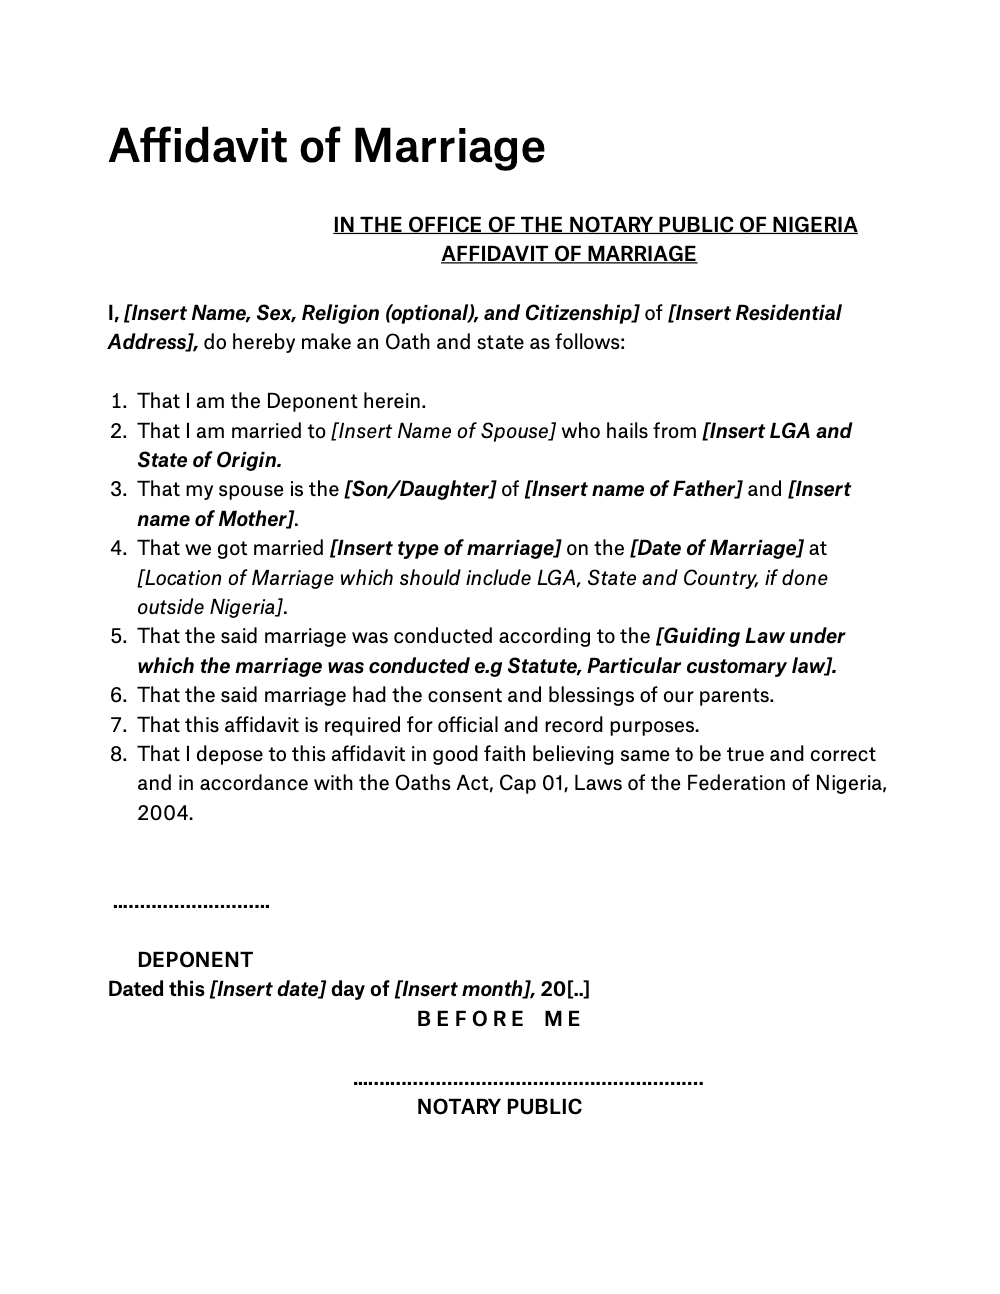 Affidavit of Marriage
IN THE OFFICE OF THE NOTARY PUBLIC OF NIGERIA
AFFIDAVIT OF MARRIAGE
I, [Insert Name, Sex, Religion (optional), and Citizenship] of [Insert Residential
Address], do hereby make an Oath and state as follows:
1. That I am the Deponent herein.
2. That I am married to [Insert Name of Spouse] who hails from [Insert LGA and
State of Origin.
3. That my spouse is the [Son/Daughter] of [Insert name of Father] and [Insert
name of Mother].
4. That we got married [Insert type of marriage] on the [Date of Marriage] at
[Location of Marriage which should include LGA, State and Country, if done
outside Nigeria].
5. That the said marriage was conducted according to the [Guiding Law under
which the marriage was conducted e.g Statute, Particular customary law].
6. That the said marriage had the consent and blessings of our parents.
7. That this affidavit is required for official and record purposes.
8. That I depose to this affidavit in good faith believing same to be true and correct
and in accordance with the Oaths Act, Cap 01, Laws of the Federation of Nigeria,
2004.
...........................
DEPONENT
Dated this [Insert date] day of [Insert month], 20[..]
B E F O R E   M E
............................................................
NOTARY PUBLIC